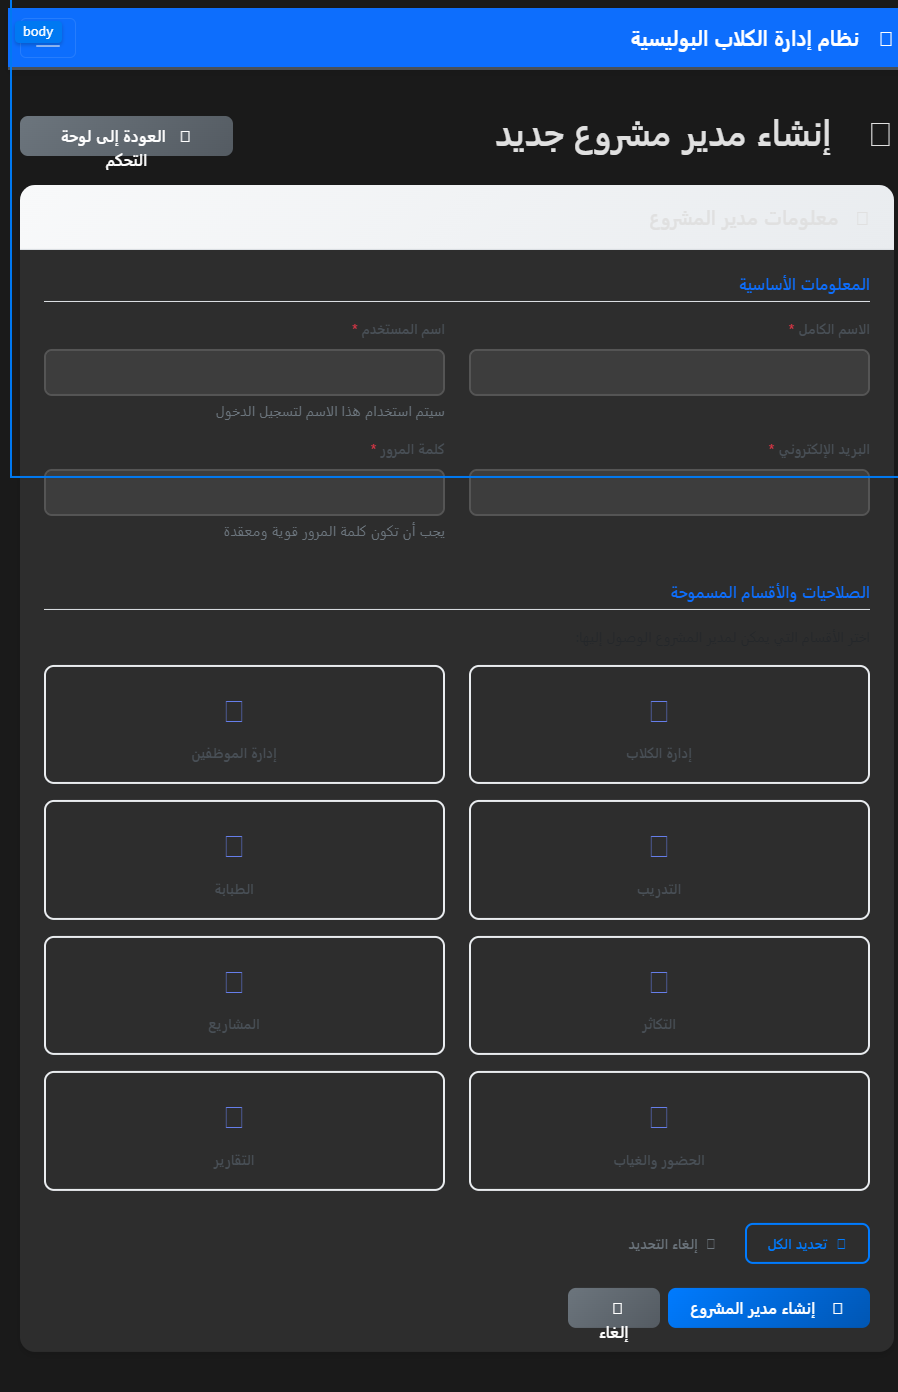 body
نظام إدارة الكلاب البوليسية
إنشاء مدير مشروع جديد
العودة إلى لوحة
التحكم
معلومات مدير المشروع
المعلومات الأساسية
الاسم الكامل *
اسم المستخدم *
سيتم استخدام هذا الاسم لتسجيل الدخول
البريد الإلكتروني *
كلمة المرور *
يجب أن تكون كلمة المرور قوية ومعقدة
الصلاحيات والأقسام المسموحة
اختر الأقسام التي يمكن لمدير المشروع الوصول إليها:
إدارة الكلاب
إدارة الموظفين
التدريب
الطبابة
التكاثر
المشاريع
الحضور والغياب
التقارير
تحديد الكل
إلغاء التحديد
إنشاء مدير المشروع
إلغاء